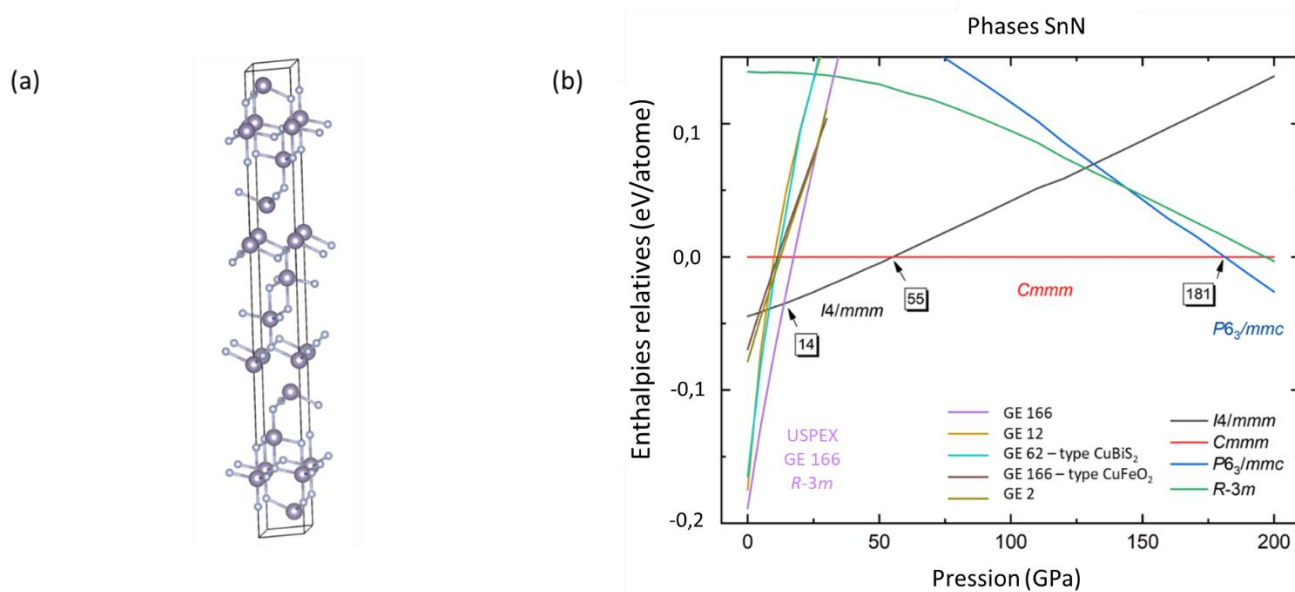 (a)
(b)
Phases SnN
Enthalpies relatives (eV/atome)
0,1
0,0
-0,1
-0,2
I4/mmm
14
55
Cmmm
181
P6₃/mmc
USPEX
GE 166
R-3m
GE 166
GE 12
GE 62 – type CuBiS₂
GE 166 – type CuFeO₂
GE 2
I4/mmm
Cmmm
P6₃/mmc
R-3m
0
50
100
150
200
Pression (GPa)